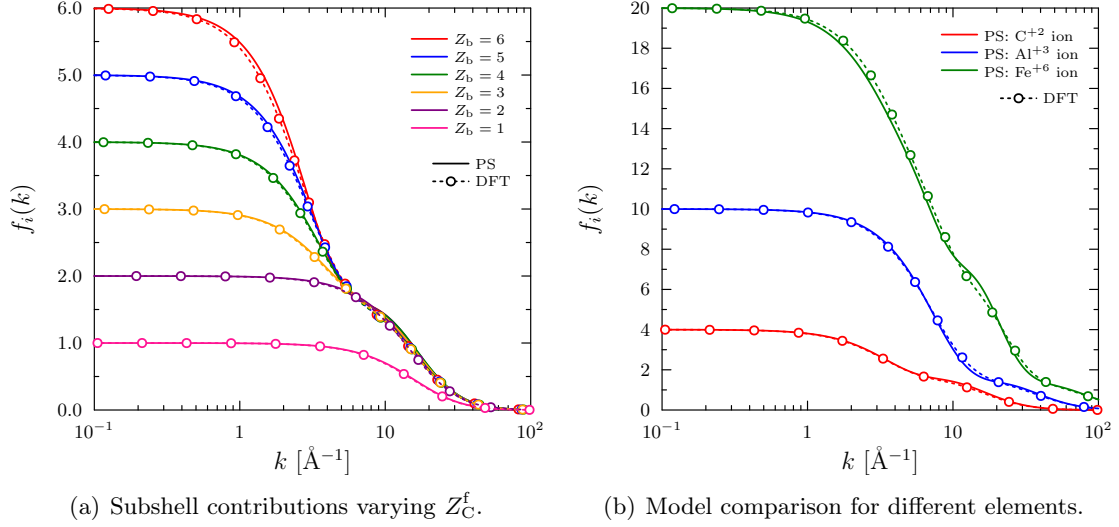 6.0
5.0
4.0
3.0
2.0
1.0
0.0
f_i(k)
10^{−1}
1
10
10^2
k [Å^{−1}]
Z_b = 6
Z_b = 5
Z_b = 4
Z_b = 3
Z_b = 2
Z_b = 1
PS
DFT
(a) Subshell contributions varying Z_C^f.
20
18
16
14
12
10
8
6
4
2
0
f_i(k)
10^{−1}
1
10
10^2
k [Å^{−1}]
PS: C^{+2} ion
PS: Al^{+3} ion
PS: Fe^{+6} ion
DFT
(b) Model comparison for different elements.